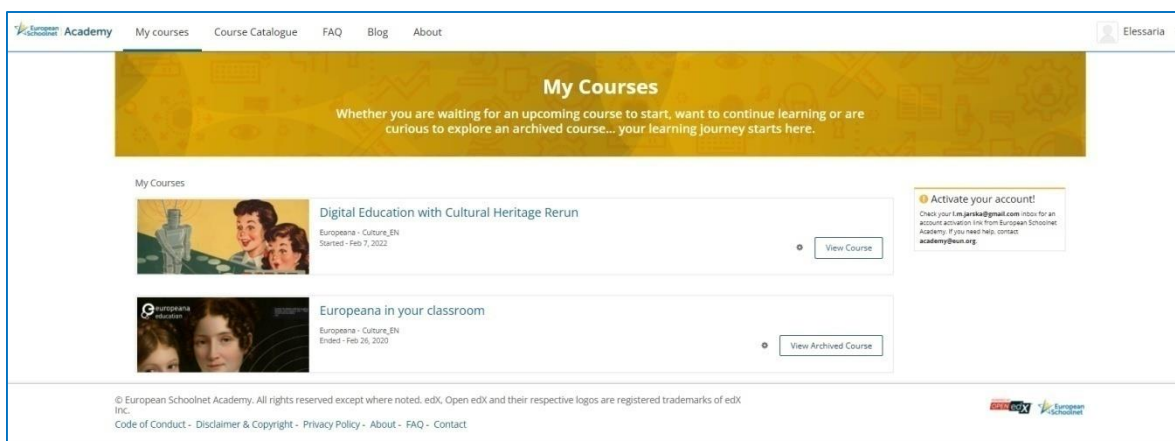 European Schoolnet Academy My courses Course Catalogue FAQ Blog About Elessaria
My Courses
Whether you are waiting for an upcoming course to start, want to continue learning or are
curious to explore an archived course... your learning journey starts here.
My Courses
Digital Education with Cultural Heritage Rerun
Europeana - Culture_EN
Started - Feb 7, 2022
View Course
Activate your account!
Check your l.m.jarska@gmail.com inbox for an
account activation link from European Schoolnet
Academy. If you need help, contact
academy@eun.org.
europeana
education
Europeana in your classroom
Europeana - Culture_EN
Ended - Feb 26, 2020
View Archived Course
© European Schoolnet Academy. All rights reserved except where noted. edX, Open edX and their respective logos are registered trademarks of edX
Inc.
Code of Conduct - Disclaimer & Copyright - Privacy Policy - About - FAQ - Contact
OPEN edX European
Schoolnet